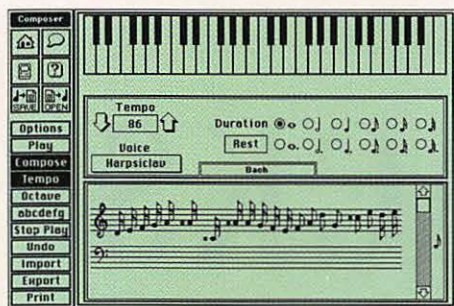 Composer
?
SAVE OPEN
Options
Play
Compose
Tempo
Octave
abcdefg
Stop Play
Undo
Import
Export
Print
Tempo
86
Voice
Harpsiclav
Duration
Rest
Bach